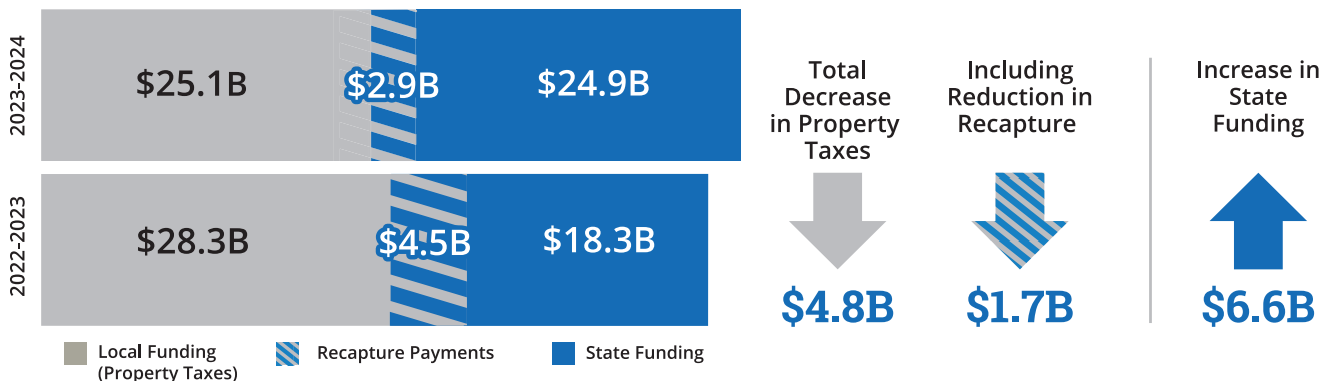 2023-2024
$25.1B
$2.9B
$24.9B
2022-2023
$28.3B
$4.5B
$18.3B
Local Funding
(Property Taxes)
Recapture Payments
State Funding
Total
Decrease
in Property
Taxes
$4.8B
Including
Reduction in
Recapture
$1.7B
Increase in
State
Funding
$6.6B